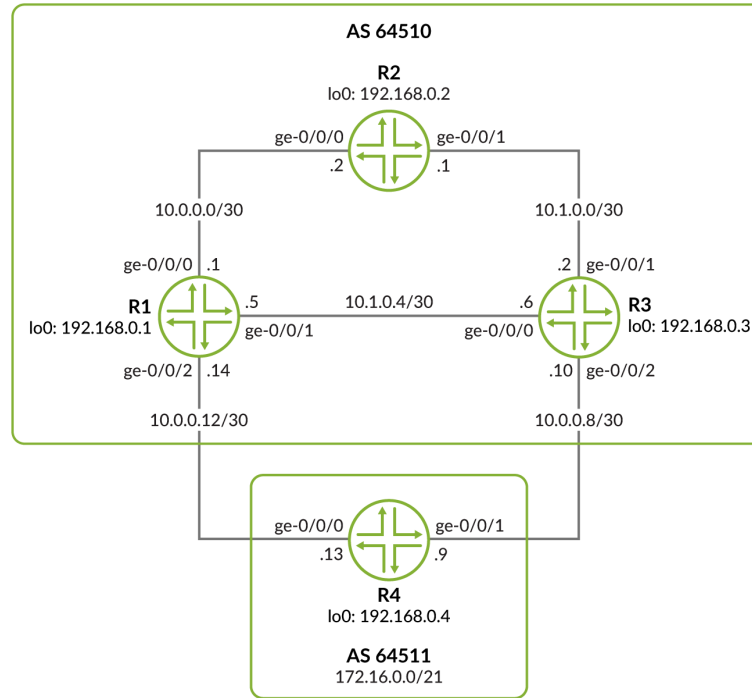 AS 64510
R2
lo0: 192.168.0.2
ge-0/0/0
ge-0/0/1
.2
.1
10.0.0.0/30
10.1.0.0/30
ge-0/0/0 .1
.2 ge-0/0/1
R1
lo0: 192.168.0.1
.5
10.1.0.4/30
.6
ge-0/0/1
ge-0/0/0
R3
lo0: 192.168.0.3
ge-0/0/2 .14
.10 ge-0/0/2
10.0.0.12/30
10.0.0.8/30
ge-0/0/0
ge-0/0/1
.13
.9
R4
lo0: 192.168.0.4
AS 64511
172.16.0.0/21